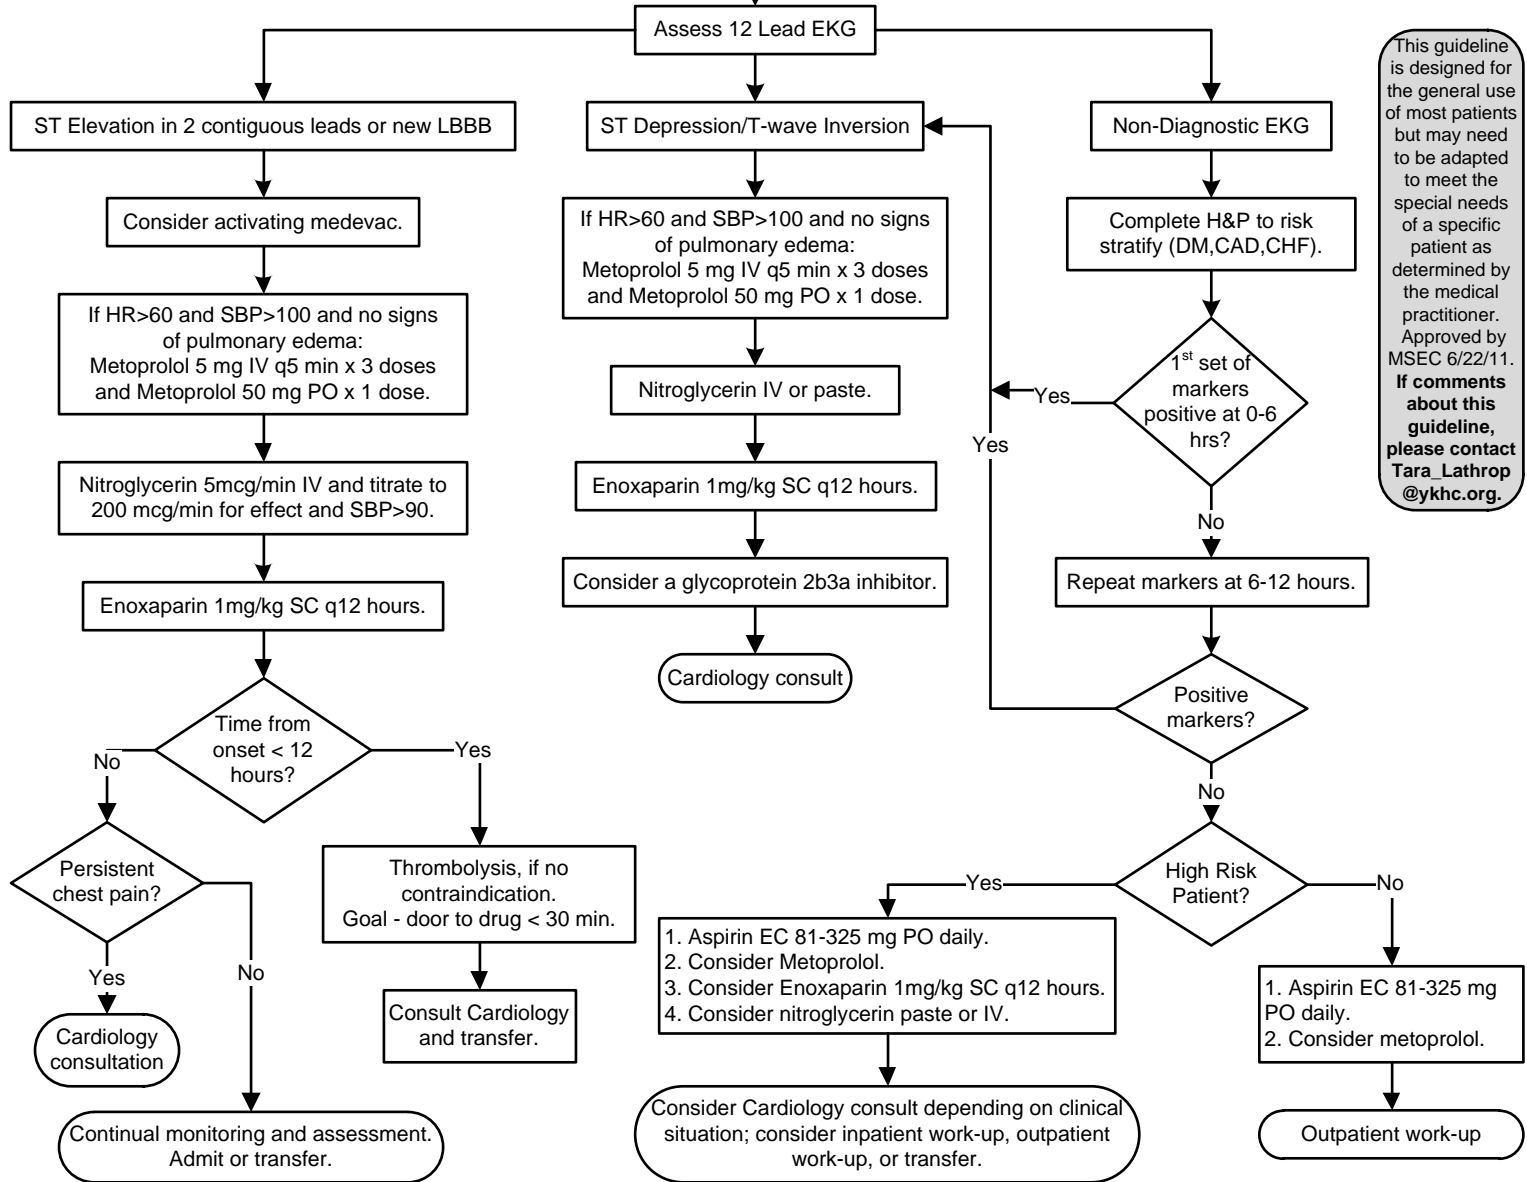 Assess 12 Lead EKG
ST Elevation in 2 contiguous leads or new LBBB
Consider activating medevac.
If HR>60 and SBP>100 and no signs
of pulmonary edema:
Metoprolol 5 mg IV q5 min x 3 doses
and Metoprolol 50 mg PO x 1 dose.
Nitroglycerin 5mcg/min IV and titrate to
200 mcg/min for effect and SBP>90.
Enoxaparin 1mg/kg SC q12 hours.
Time from
onset < 12
hours?
No
Yes
Persistent
chest pain?
Yes
No
Cardiology
consultation
Continual monitoring and assessment.
Admit or transfer.
Thrombolysis, if no
contraindication.
Goal - door to drug < 30 min.
Consult Cardiology
and transfer.
ST Depression/T-wave Inversion
If HR>60 and SBP>100 and no signs
of pulmonary edema:
Metoprolol 5 mg IV q5 min x 3 doses
and Metoprolol 50 mg PO x 1 dose.
Nitroglycerin IV or paste.
Enoxaparin 1mg/kg SC q12 hours.
Consider a glycoprotein 2b3a inhibitor.
Cardiology consult
Non-Diagnostic EKG
Complete H&P to risk
stratify (DM,CAD,CHF).
1st set of
markers
positive at 0-6
hrs?
Yes
No
Repeat markers at 6-12 hours.
Positive
markers?
Yes
No
High Risk
Patient?
Yes
No
1. Aspirin EC 81-325 mg PO daily.
2. Consider Metoprolol.
3. Consider Enoxaparin 1mg/kg SC q12 hours.
4. Consider nitroglycerin paste or IV.
Consider Cardiology consult depending on clinical
situation; consider inpatient work-up, outpatient
work-up, or transfer.
1. Aspirin EC 81-325 mg
PO daily.
2. Consider metoprolol.
Outpatient work-up
This guideline
is designed for
the general use
of most patients
but may need
to be adapted
to meet the
special needs
of a specific
patient as
determined by
the medical
practitioner.
Approved by
MSEC 6/22/11.
If comments
about this
guideline,
please contact
Tara_Lathrop
@ykhc.org.